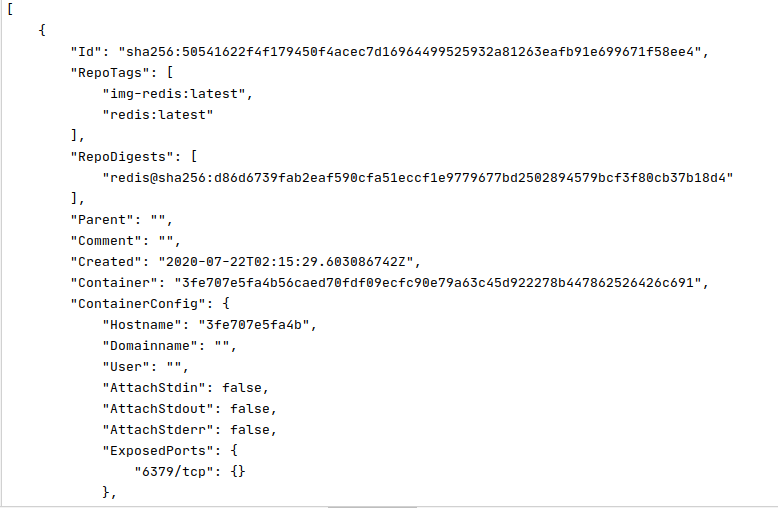 [
    {
        "Id": "sha256:50541622f4f179450f4acec7d16964499525932a81263eafb91e699671f58ee4",
        "RepoTags": [
            "img-redis:latest",
            "redis:latest"
        ],
        "RepoDigests": [
            "redis@sha256:d86d6739fab2eaf590cfa51eccf1e9779677bd2502894579bcf3f80cb37b18d4"
        ],
        "Parent": "",
        "Comment": "",
        "Created": "2020-07-22T02:15:29.603086742Z",
        "Container": "3fe707e5fa4b56caed70fdf09ecfc90e79a63c45d922278b447862526426c691",
        "ContainerConfig": {
            "Hostname": "3fe707e5fa4b",
            "Domainname": "",
            "User": "",
            "AttachStdin": false,
            "AttachStdout": false,
            "AttachStderr": false,
            "ExposedPorts": {
                "6379/tcp": {}
            },